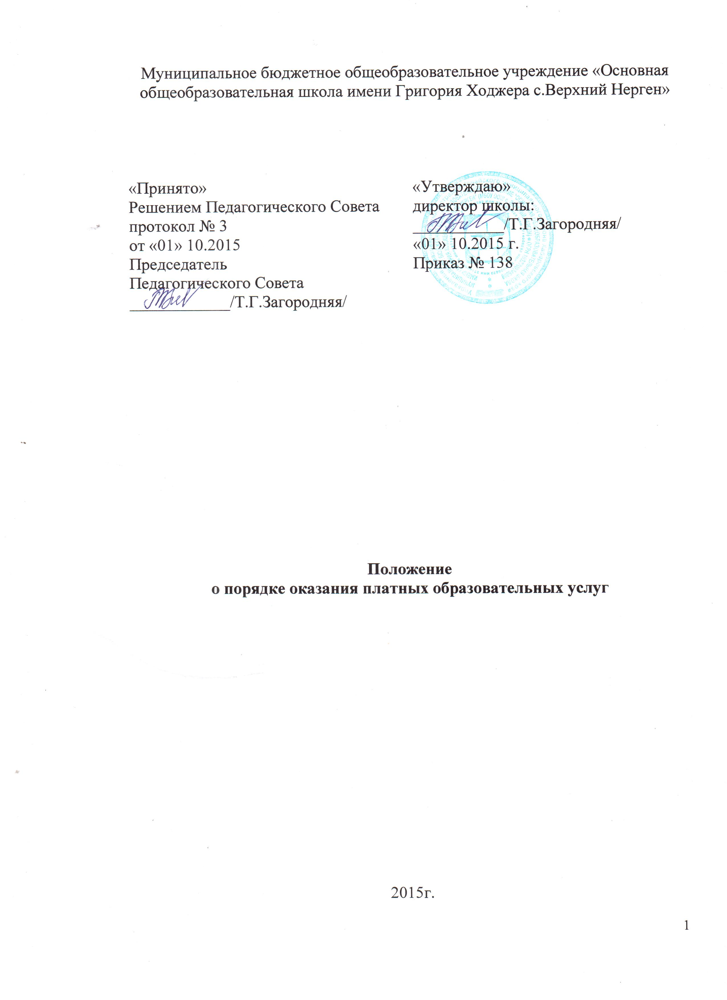 Муниципальное бюджетное общеобразовательное учреждение «Основная
общеобразовательная школа имени Григория Ходжера с.Верхний Нерген»
«Принято»
Решением Педагогического Совета
протокол № 3
от «01» 10.2015
Председатель
Педагогического Совета
/Т.Г.Загородняя/
«Утверждаю»
директор школы:
/Т.Г.Загородняя/
«01» 10.2015 г.
Приказ № 138
Положение
о порядке оказания платных образовательных услуг
2015г.
1